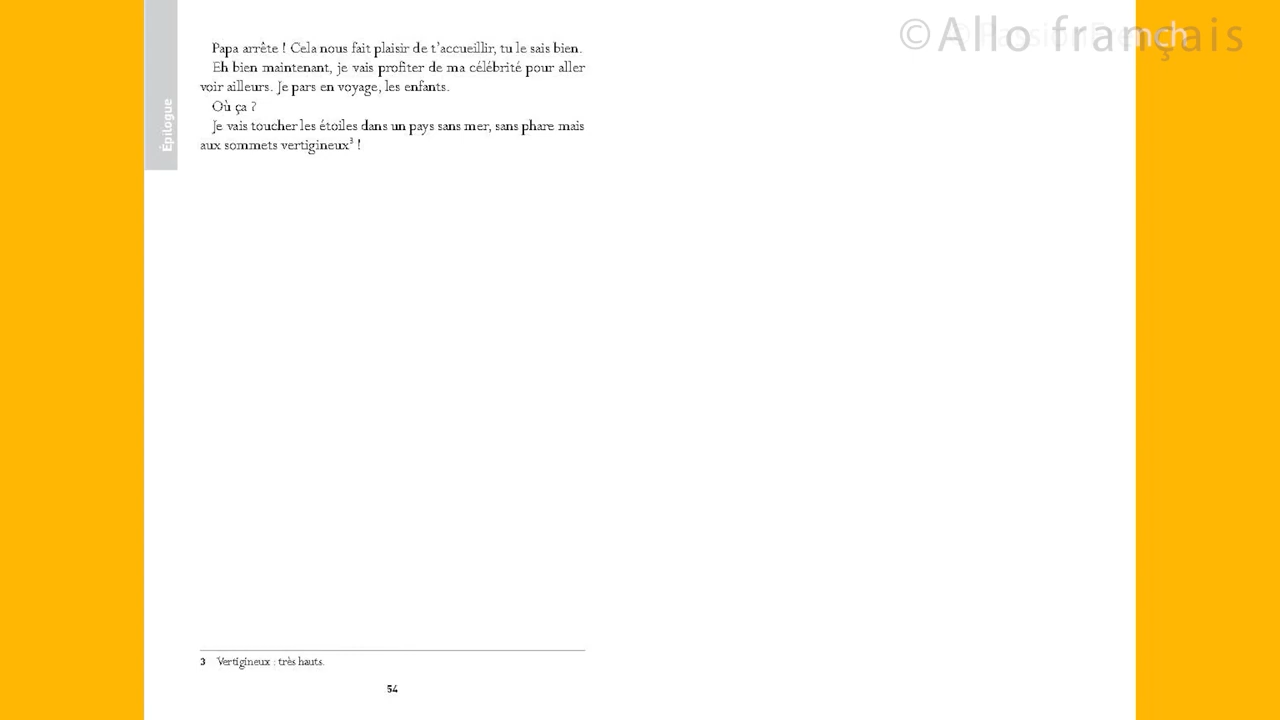 ©Allo français
Papa arrête ! Cela nous fait plaisir de t'accueillir, tu le sais bien.
Eh bien maintenant, je vais profiter de ma célébrité pour aller
voir ailleurs. Je pars en voyage, les enfants.
Où ça ?
Je vais toucher les étoiles dans un pays sans mer, sans phare mais
aux sommets vertigineux³ !
Épilogue
3 Vertigineux : très hauts.
54